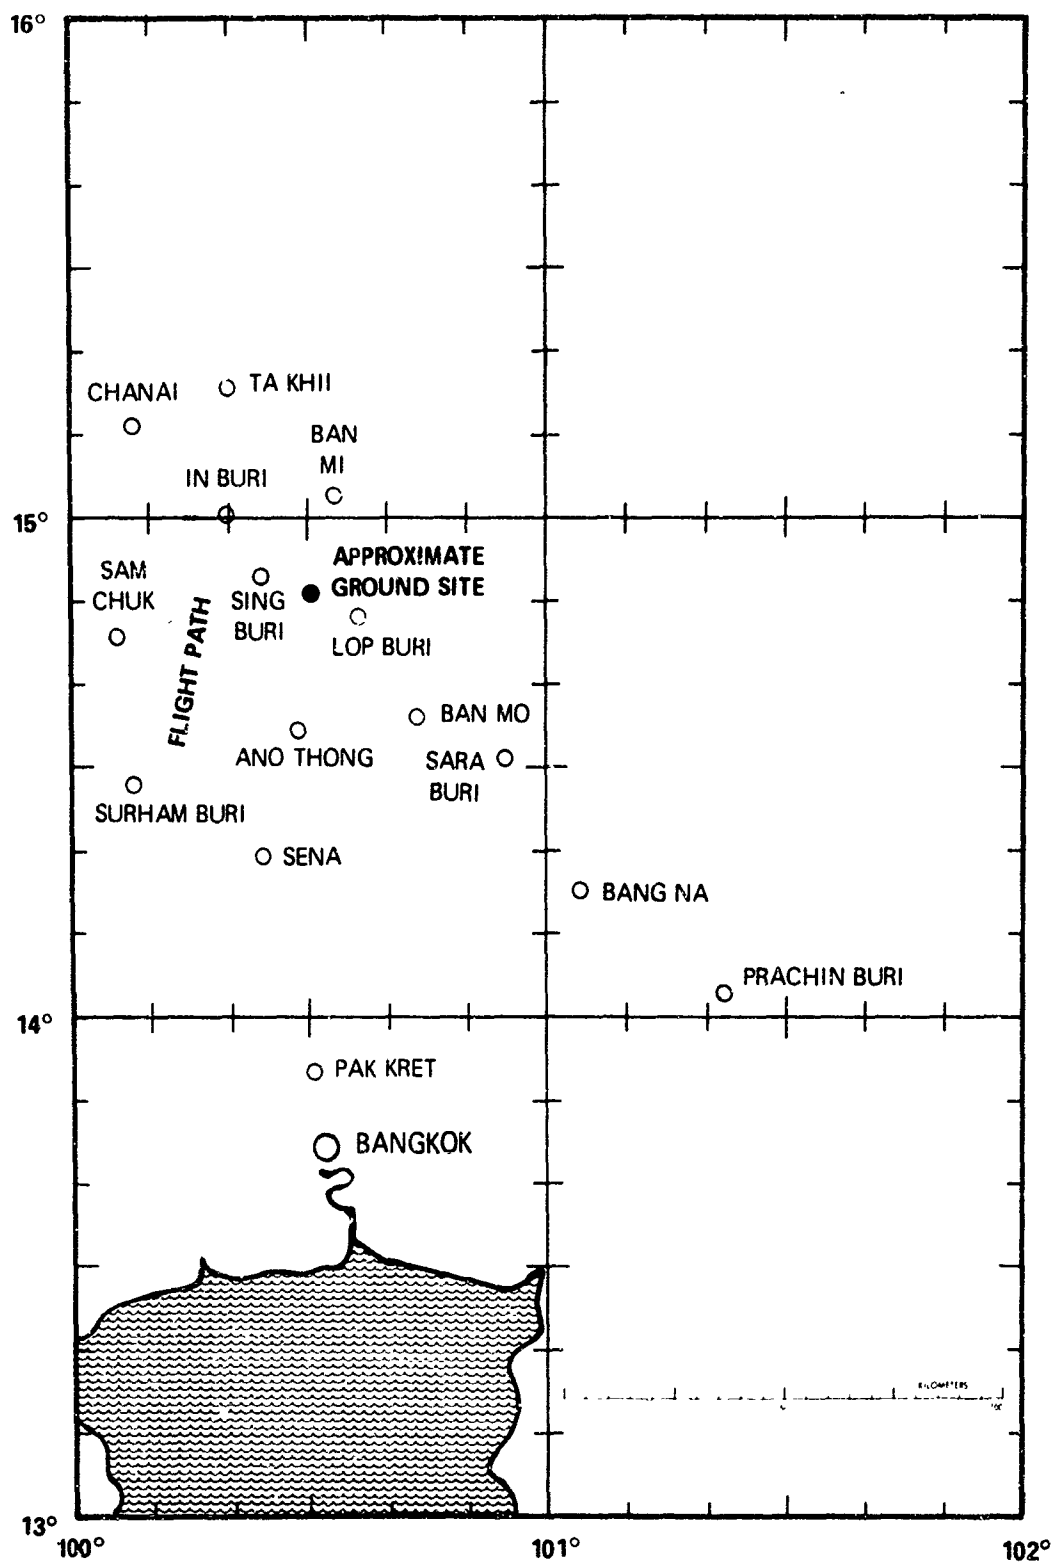 16°
CHANAI
TA KHII
BAN
MI
IN BURI
15°
APPROXIMATE
GROUND SITE
SAM
CHUK
SING
BURI
LOP BURI
FLIGHT PATH
BAN MO
ANO THONG
SARA
BURI
SURHAM BURI
SENA
BANG NA
PRACHIN BURI
14°
PAK KRET
BANGKOK
KILOMETERS
13°
100°
101°
102°